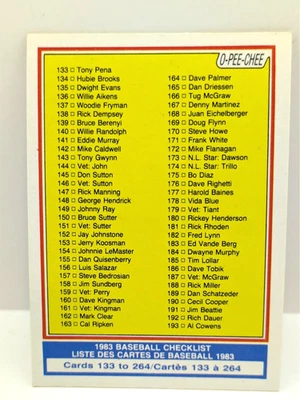 O-PEE-CHEE
133 □ Tony Pena
134 □ Hubie Brooks
135 □ Dwight Evans
136 □ Willie Aikens
137 □ Woodie Fryman
138 □ Rick Dempsey
139 □ Bruce Berenyi
140 □ Willie Randolph
141 □ Eddie Murray
142 □ Mike Caldwell
143 □ Tony Gwynn
144 □ Vet: John
145 □ Don Sutton
146 □ Vet: Sutton
147 □ Rick Manning
148 □ George Hendrick
149 □ Johnny Ray
150 □ Bruce Sutter
151 □ Vet: Sutter
152 □ Jay Johnstone
153 □ Jerry Koosman
154 □ Johnnie LeMaster
155 □ Dan Quisenberry
156 □ Luis Salazar
157 □ Steve Bedrosian
158 □ Jim Sundberg
159 □ Vet: Perry
160 □ Dave Kingman
161 □ Vet: Kingman
162 □ Mark Clear
163 □ Cal Ripken
164 □ Dave Palmer
165 □ Dan Driessen
166 □ Tug McGraw
167 □ Denny Martinez
168 □ Juan Eichelberger
169 □ Doug Flynn
170 □ Steve Howe
171 □ Frank White
172 □ Mike Flanagan
173 □ N.L. Star: Dawson
174 □ N.L. Star: Trillo
175 □ Bo Diaz
176 □ Dave Righetti
177 □ Harold Baines
178 □ Vida Blue
179 □ Vet: Tiant
180 □ Rickey Henderson
181 □ Rick Rhoden
182 □ Fred Lynn
183 □ Ed Vande Berg
184 □ Dwayne Murphy
185 □ Tim Lollar
186 □ Dave Tobik
187 □ Vet: McGraw
188 □ Rick Miller
189 □ Dan Schatzeder
190 □ Cecil Cooper
191 □ Jim Beattie
192 □ Rich Dauer
193 □ Al Cowens
1983 BASEBALL CHECKLIST
LISTE DES CARTES DE BASEBALL 1983
Cards 133 to 264/Cartes 133 à 264